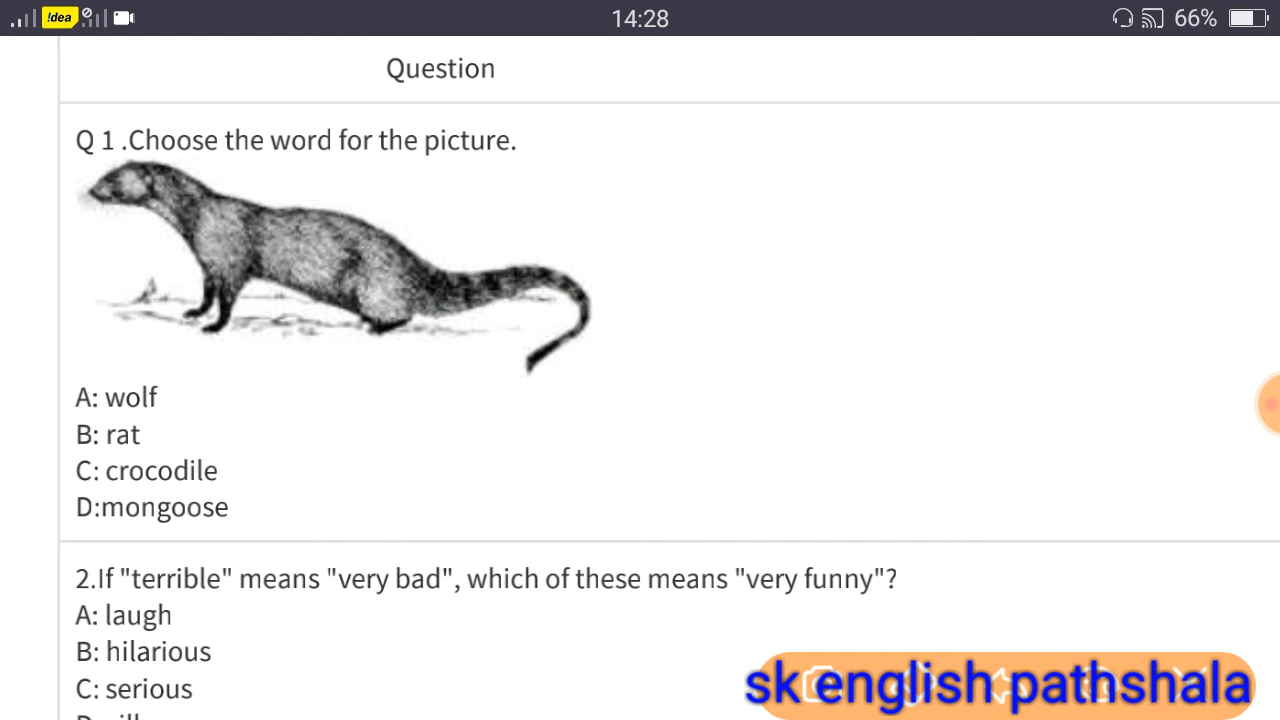 !dea
14:28
66%
Question
Q 1 .Choose the word for the picture.
A: wolf
B: rat
C: crocodile
D:mongoose
2.If "terrible" means "very bad", which of these means "very funny"?
A: laugh
B: hilarious
C: serious
sk english pathshala